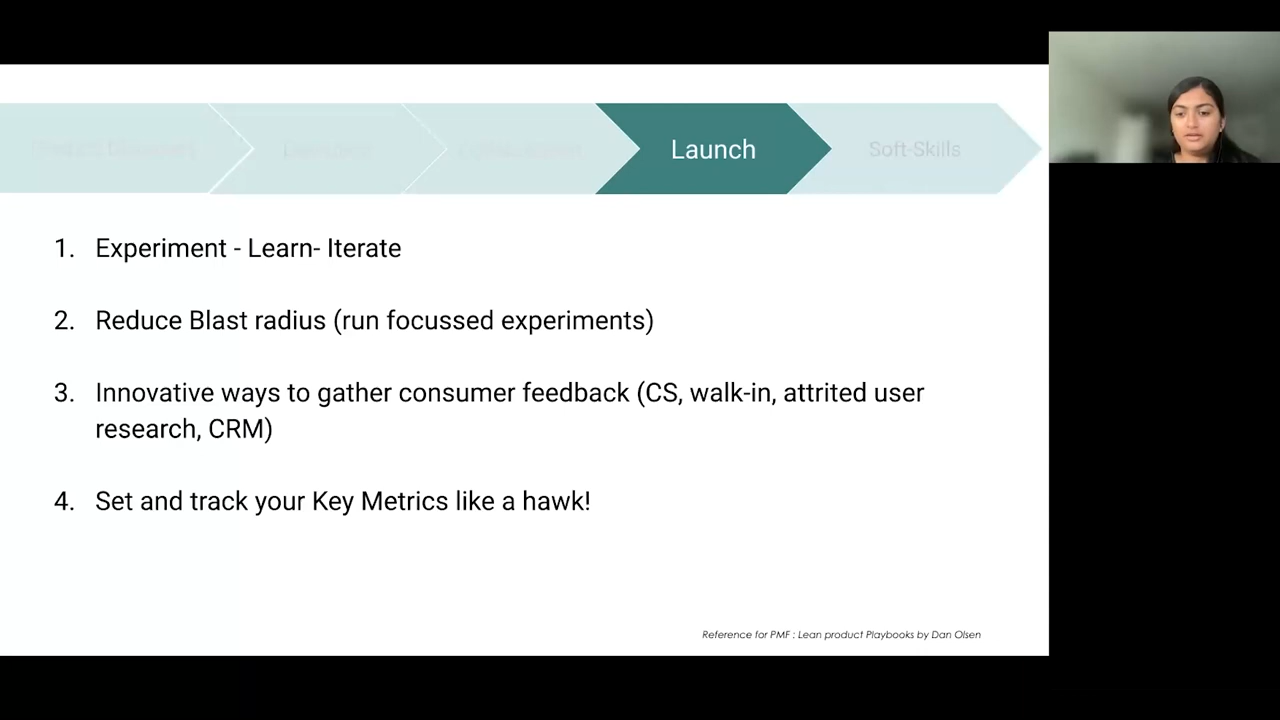 Launch
Soft-Skills
1. Experiment - Learn- Iterate
2. Reduce Blast radius (run focussed experiments)
3. Innovative ways to gather consumer feedback (CS, walk-in, attrited user
research, CRM)
4. Set and track your Key Metrics like a hawk!
Reference for PMF : Lean product Playbooks by Dan Olsen